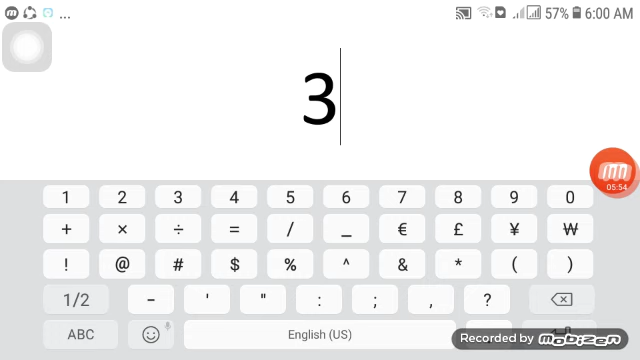 ... 57% 6:00 AM
3
05:54
1 2 3 4 5 6 7 8 9 0
+ × ÷ = / _ € £ ¥ ₩
! @ # $ % ^ & * ( )
1/2 - ' " : ; , ?
ABC English (US)
Recorded by mobizen